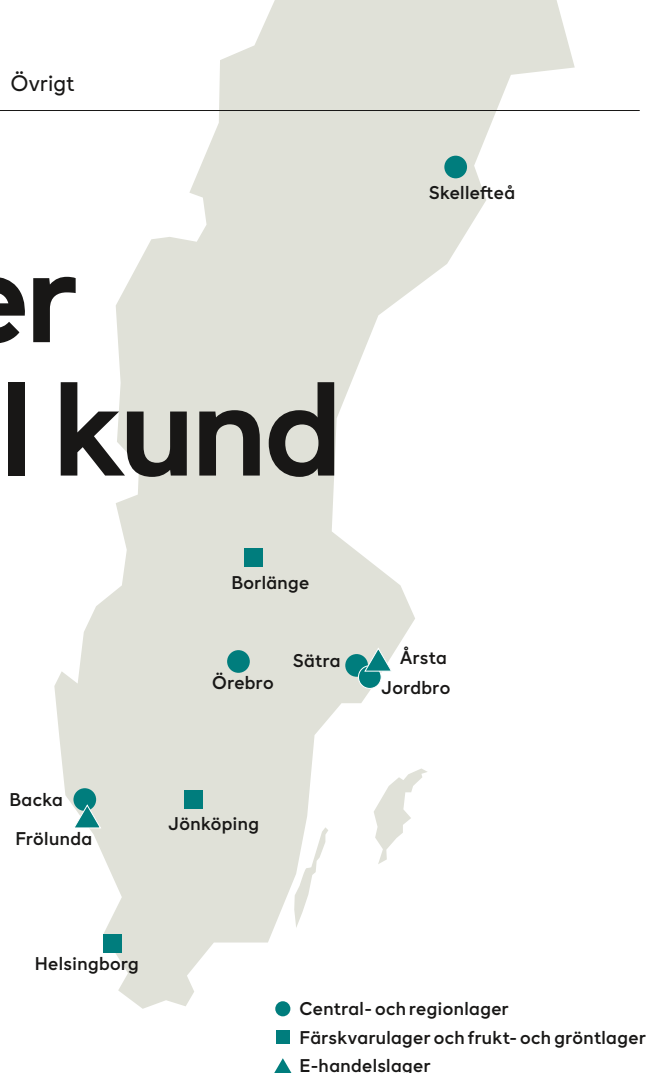 Övrigt
Skellefteå
er
l kund
Borlänge
Sätra
Årsta
Örebro
Jordbro
Backa
Jönköping
Frölunda
Helsingborg
Central- och regionlager
Färskvarulager och frukt- och gröntlager
E-handelslager